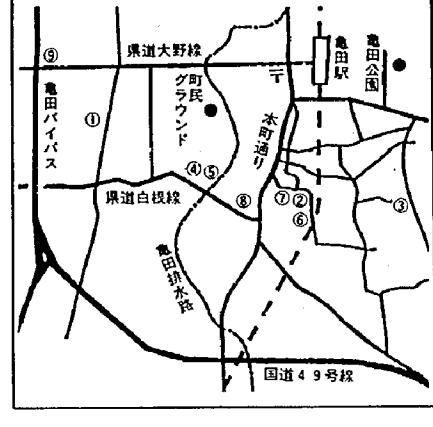 ⑨
県道大野線
亀田駅
亀田公園
〒
亀田バイパス
①
町民
グラウンド
本町通り
④⑤
県道白根線
⑧
⑦②
⑥
③
亀田排水路
国道49号線